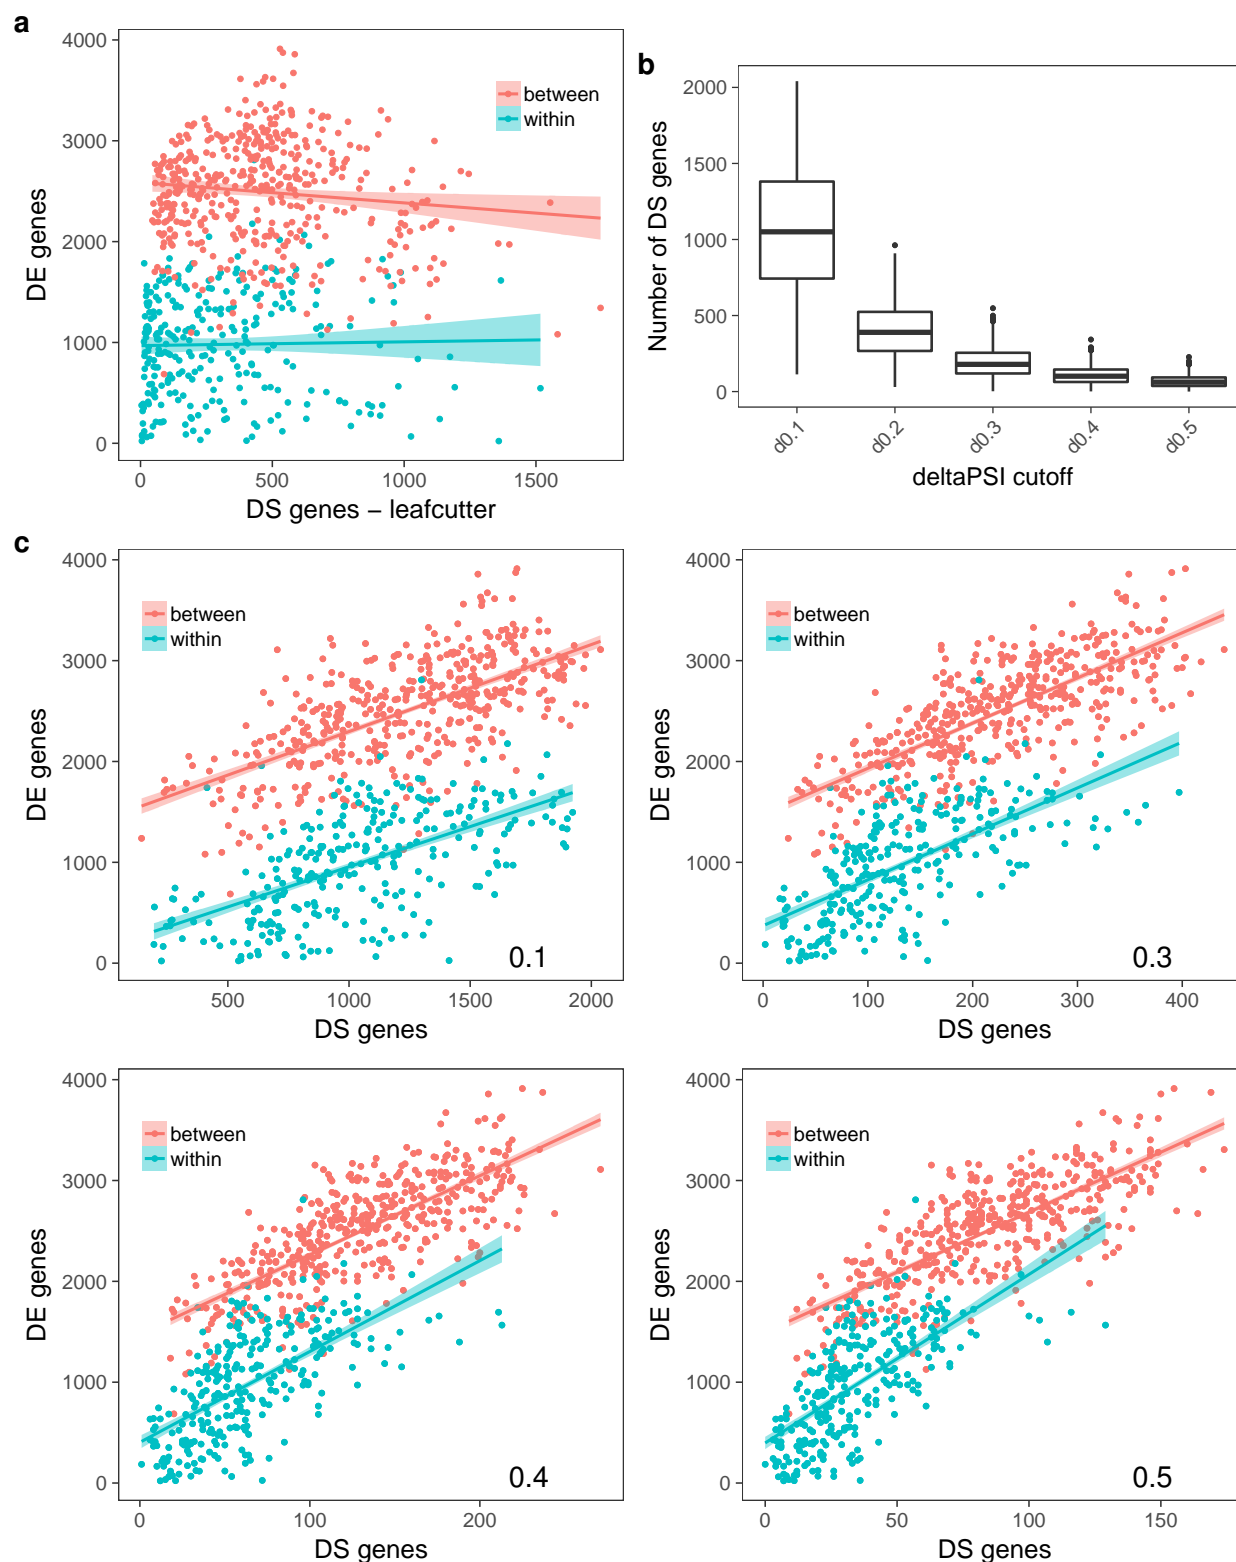 a
4000
3000
2000
1000
0
DE genes
between
within
0
500
1000
1500
DS genes − leafcutter
b
2000
1500
1000
500
0
Number of DS genes
d0.1
d0.2
d0.3
d0.4
d0.5
deltaPSI cutoff
c
4000
3000
2000
1000
0
DE genes
between
within
0.1
500
1000
1500
2000
DS genes
4000
3000
2000
1000
0
DE genes
between
within
0.3
0
100
200
300
400
DS genes
4000
3000
2000
1000
0
DE genes
between
within
0.4
0
100
200
DS genes
4000
3000
2000
1000
0
DE genes
between
within
0.5
0
50
100
150
DS genes